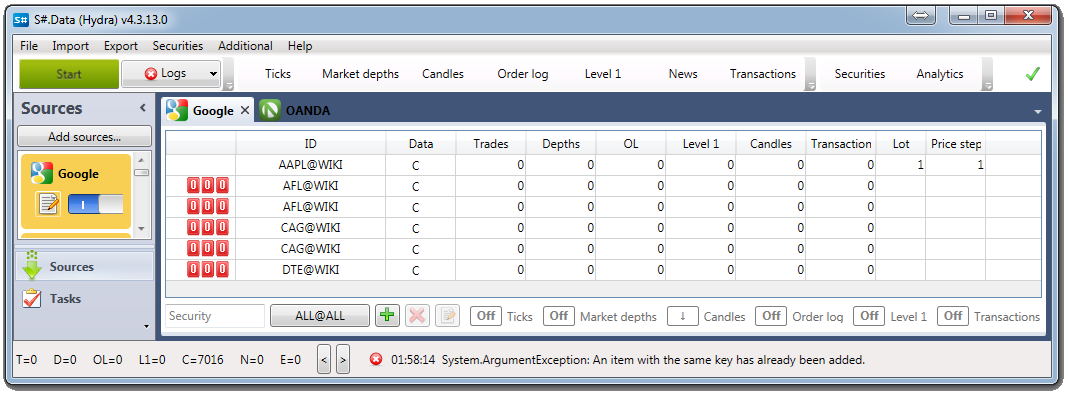 S# S#.Data (Hydra) v4.3.13.0
File Import Export Securities Additional Help
Start Logs Ticks Market depths Candles Order log Level 1 News Transactions Securities Analytics
Sources < Google × OANDA
Add sources...
ID Data Trades Depths OL Level 1 Candles Transaction Lot Price step
AAPL@WIKI C 0 0 0 0 0 0 1 1
Google
0 0 0 AFL@WIKI C 0 0 0 0 0 0
0 0 0 AFL@WIKI C 0 0 0 0 0 0
0 0 0 CAG@WIKI C 0 0 0 0 0 0
0 0 0 CAG@WIKI C 0 0 0 0 0 0
0 0 0 DTE@WIKI C 0 0 0 0 0 0
Sources
Tasks
Security ALL@ALL Off Ticks Off Market depths ↓ Candles Off Order log Off Level 1 Off Transactions
T=0 D=0 OL=0 L1=0 C=7016 N=0 E=0 < > 01:58:14 System.ArgumentException: An item with the same key has already been added.